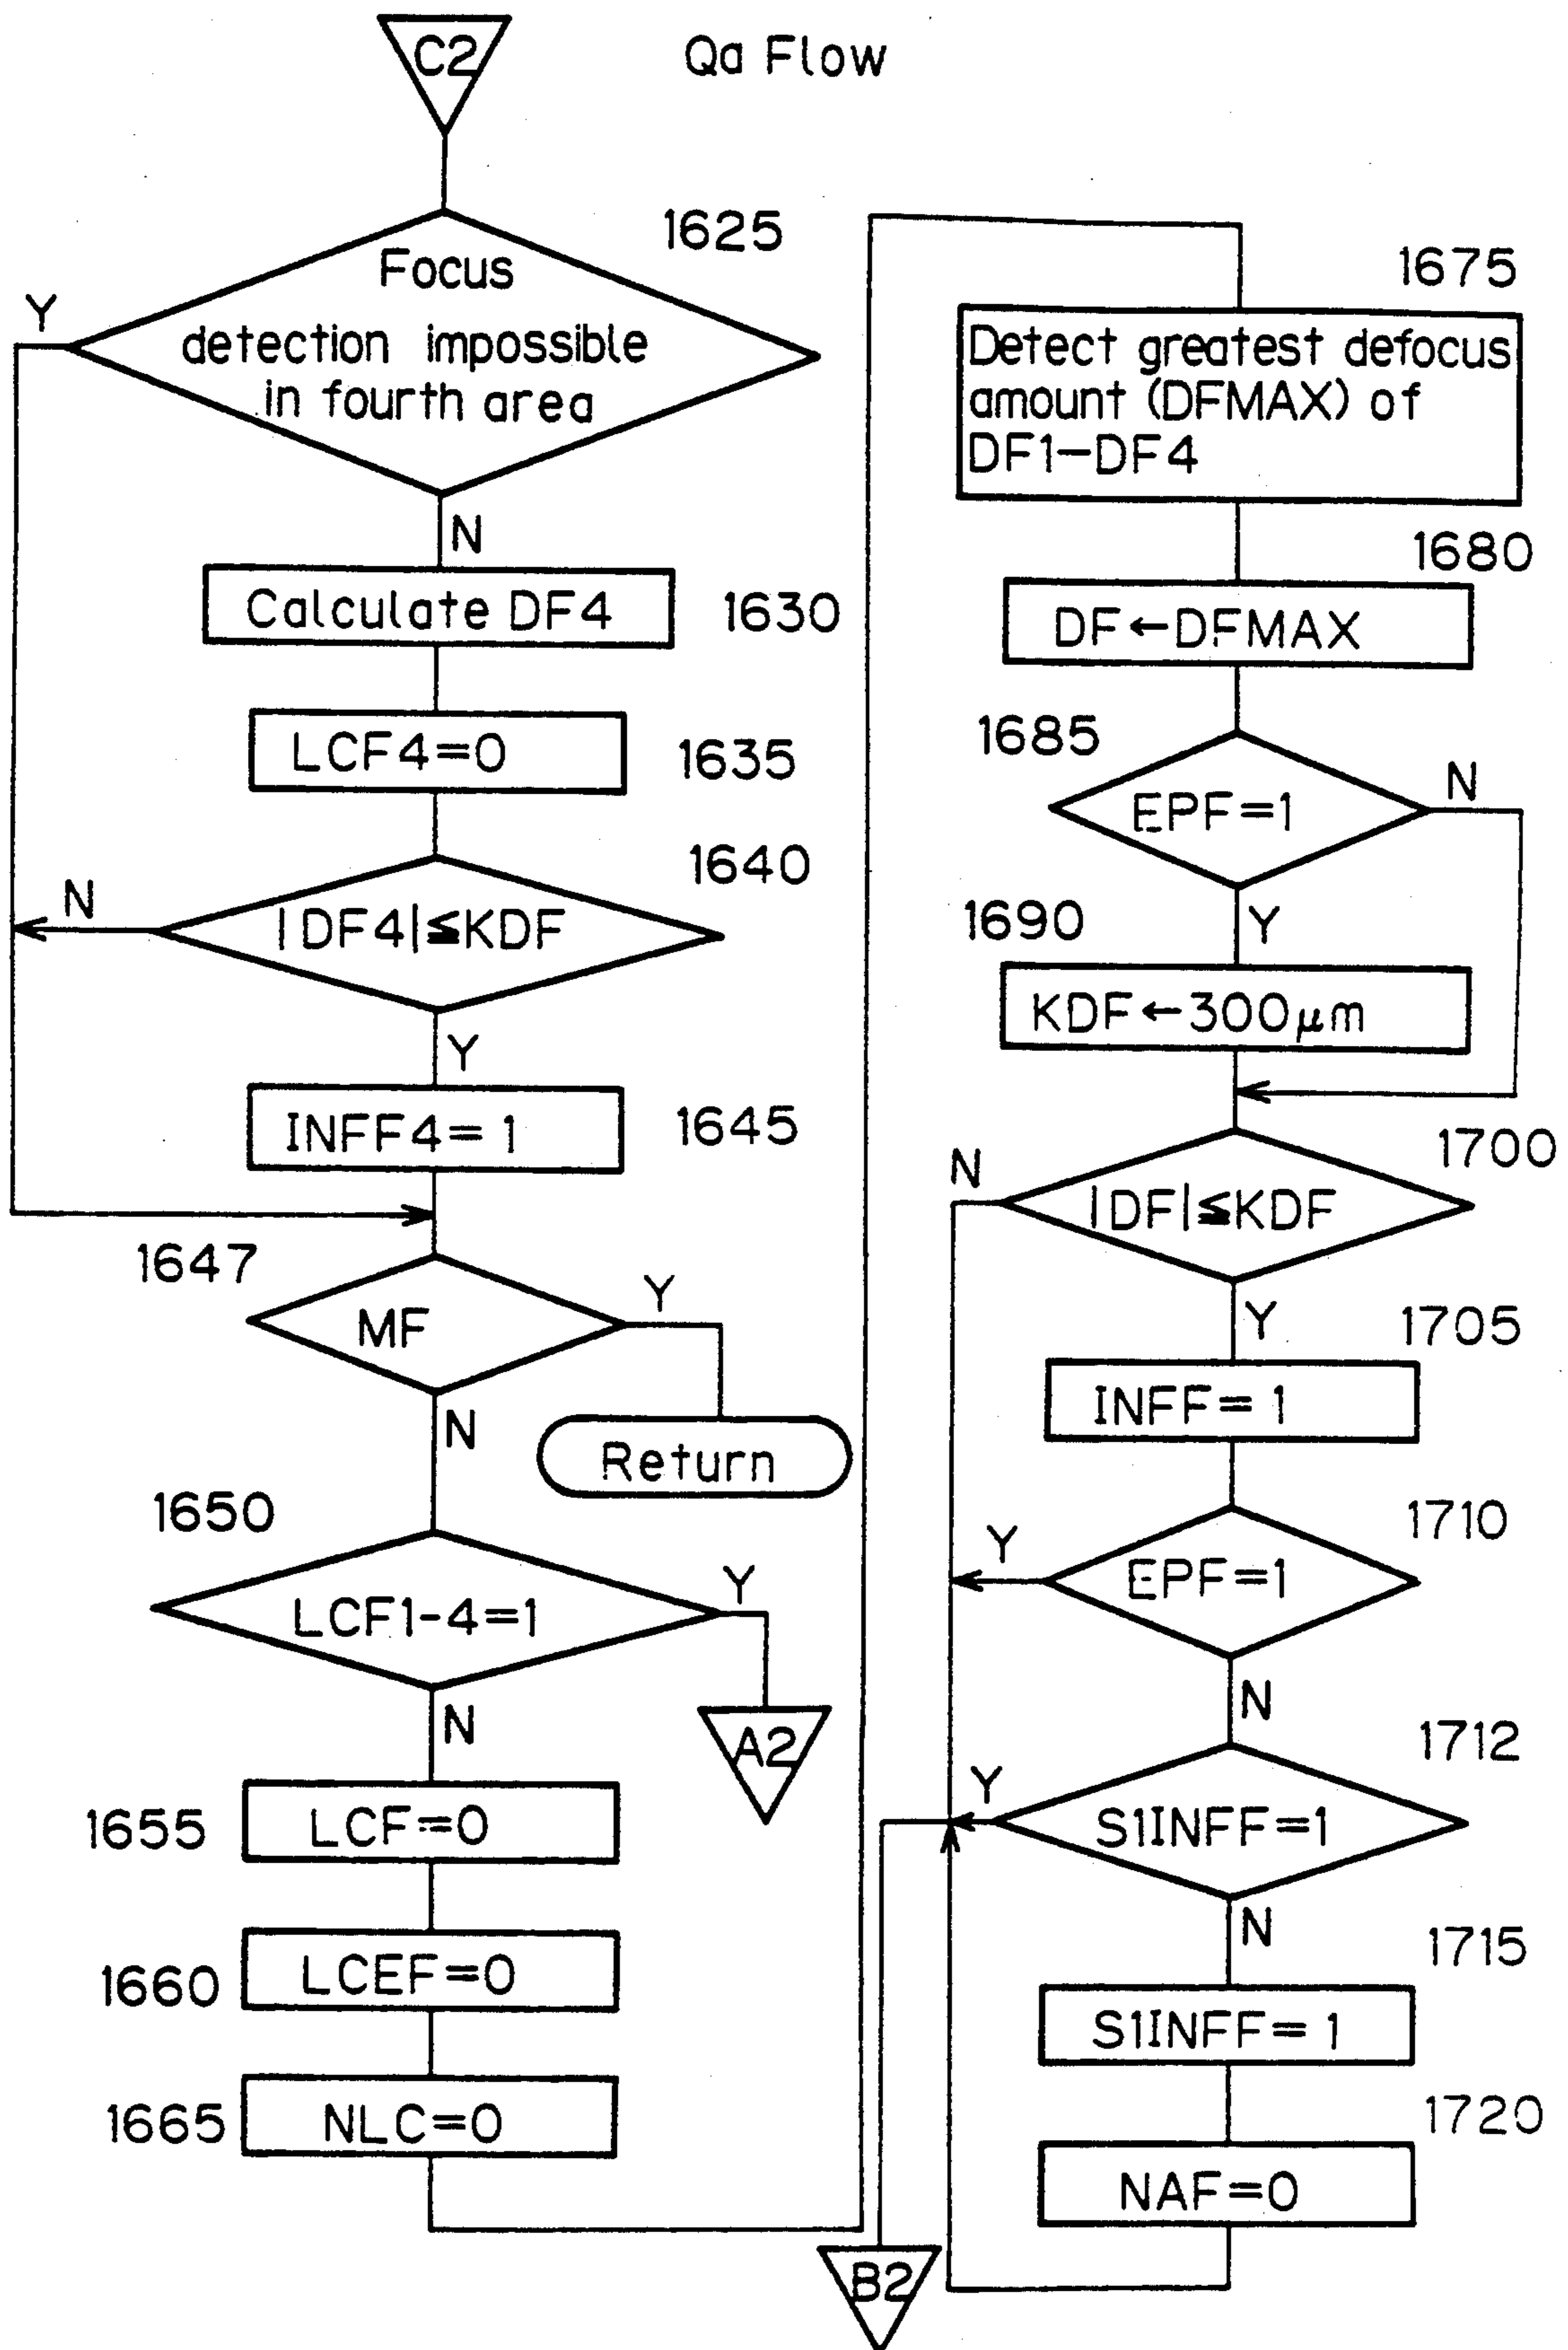 C2
Qa Flow
1625
Focus
detection impossible
in fourth area
Y
N
Calculate DF4
1630
LCF4=0
1635
1640
N
|DF4|≦KDF
Y
INFF4=1
1645
1647
MF
Y
N
Return
1650
LCF1-4=1
Y
N
A2
1655
LCF=0
1660
LCEF=0
1665
NLC=0
1675
Detect greatest defocus
amount (DFMAX) of
DF1-DF4
1680
DF←DFMAX
1685
EPF=1
N
1690
Y
KDF←300μm
1700
N
|DF|≦KDF
Y
1705
INFF=1
1710
Y
EPF=1
N
1712
Y
S1INFF=1
N
1715
S1INFF=1
1720
NAF=0
B2